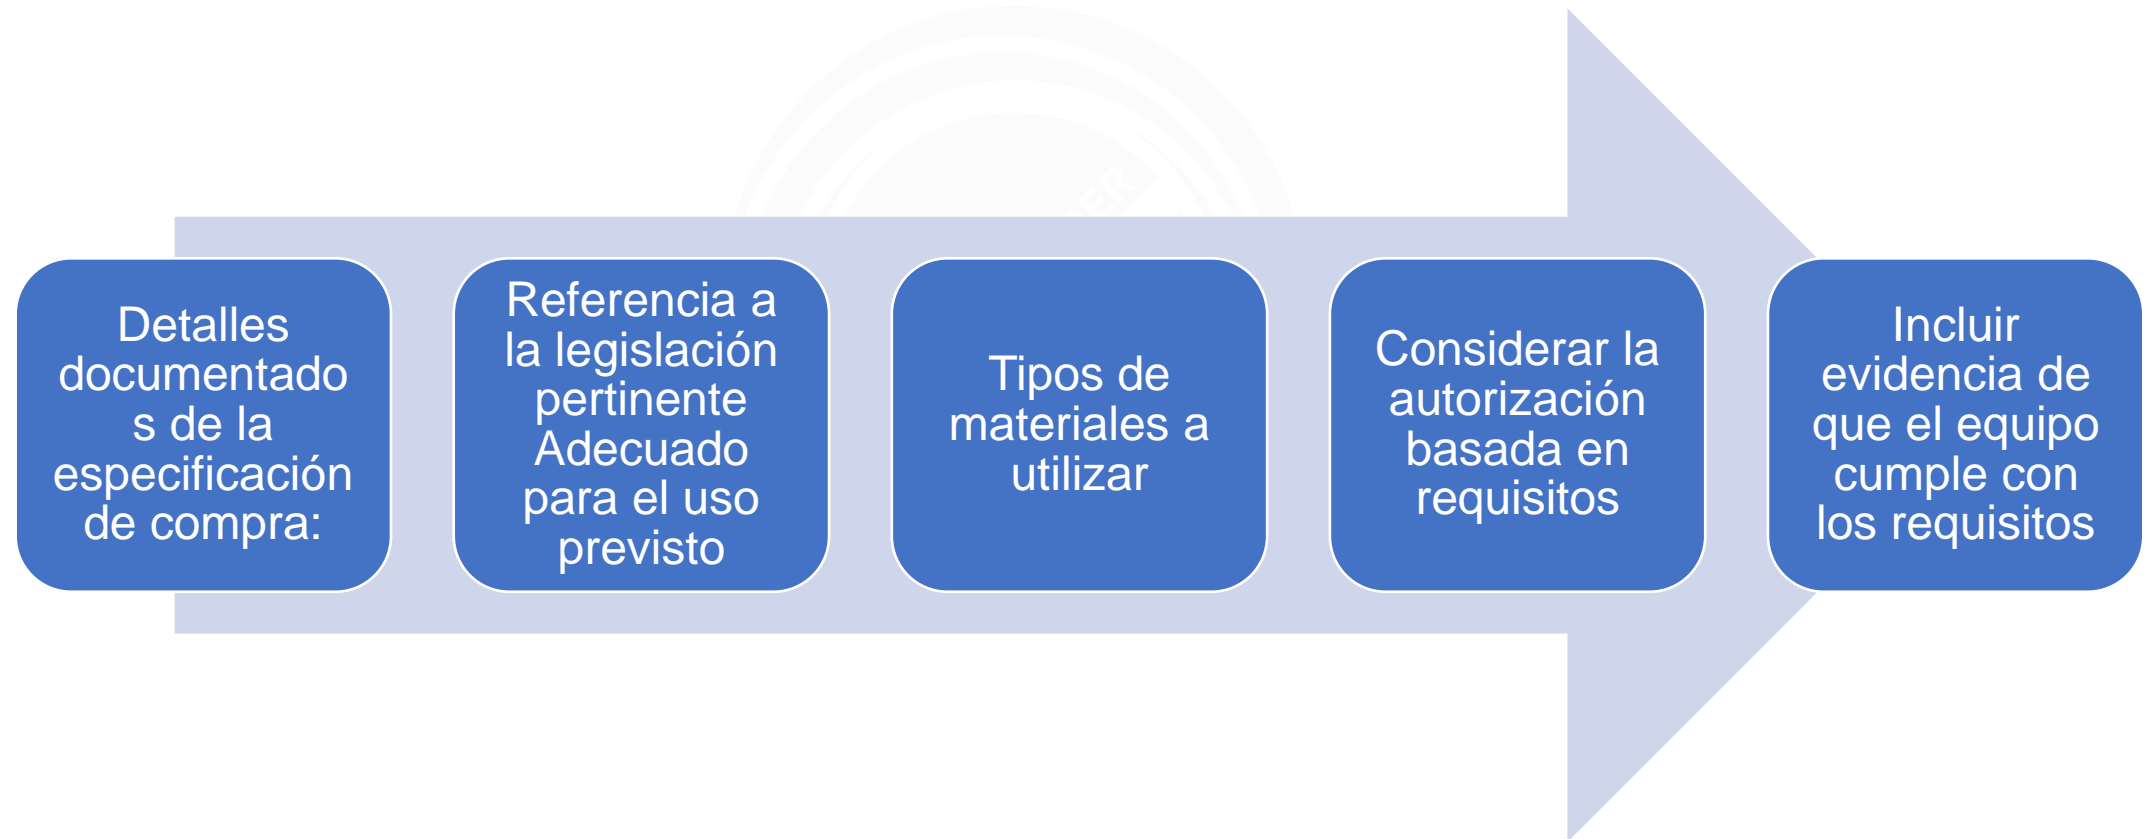 Detalles
documentado
s de la
especificación
de compra:
Referencia a
la legislación
pertinente
Adecuado
para el uso
previsto
Tipos de
materiales a
utilizar
Considerar la
autorización
basada en
requisitos
Incluir
evidencia de
que el equipo
cumple con
los requisitos